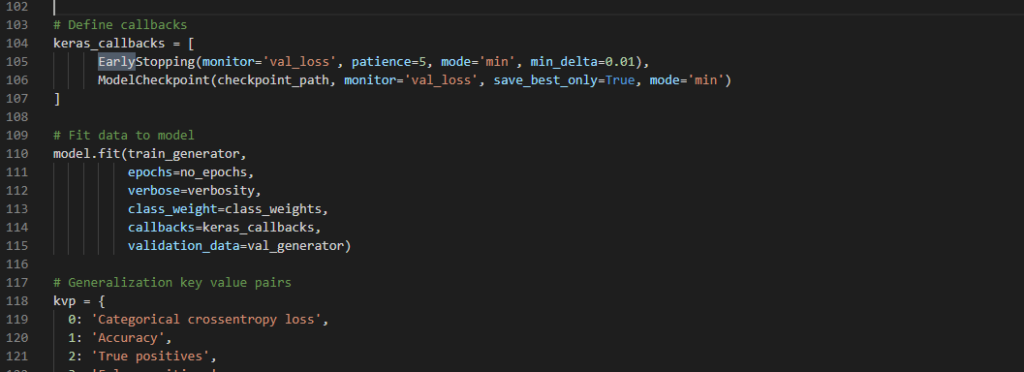 102
103 # Define callbacks
104 keras_callbacks = [
105 EarlyStopping(monitor='val_loss', patience=5, mode='min', min_delta=0.01),
106 ModelCheckpoint(checkpoint_path, monitor='val_loss', save_best_only=True, mode='min')
107 ]
108
109 # Fit data to model
110 model.fit(train_generator,
111 epochs=no_epochs,
112 verbose=verbosity,
113 class_weight=class_weights,
114 callbacks=keras_callbacks,
115 validation_data=val_generator)
116
117 # Generalization key value pairs
118 kvp = {
119 0: 'Categorical crossentropy loss',
120 1: 'Accuracy',
121 2: 'True positives',